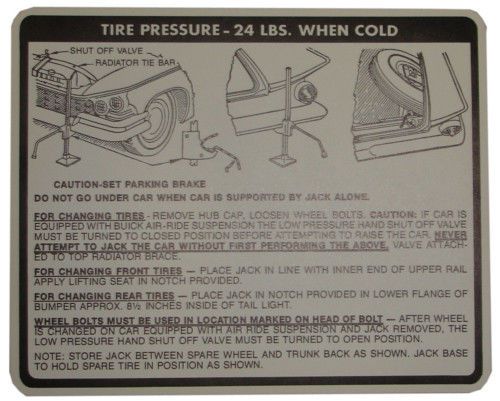 TIRE PRESSURE - 24 LBS. WHEN COLD
SHUT OFF VALVE
RADIATOR TIE BAR
CAUTION-SET PARKING BRAKE
DO NOT GO UNDER CAR WHEN CAR IS SUPPORTED BY JACK ALONE.
FOR CHANGING TIRES - REMOVE HUB CAP, LOOSEN WHEEL BOLTS. CAUTION: IF CAR IS
EQUIPPED WITH BUICK AIR-RIDE SUSPENSION THE LOW PRESSURE HAND SHUT OFF VALVE
MUST BE TURNED TO CLOSED POSITION BEFORE ATTEMPTING TO RAISE THE CAR. NEVER
ATTEMPT TO JACK THE CAR WITHOUT FIRST PERFORMING THE ABOVE. VALVE ATTACH-
ED TO TOP RADIATOR BRACE.
FOR CHANGING FRONT TIRES — PLACE JACK IN LINE WITH INNER END OF UPPER RAIL
APPLY LIFTING SEAT IN NOTCH PROVIDED.
FOR CHANGING REAR TIRES — PLACE JACK IN NOTCH PROVIDED IN LOWER FLANGE OF
BUMPER APPROX. 8½ INCHES INSIDE OF TAIL LIGHT.
WHEEL BOLTS MUST BE USED IN LOCATION MARKED ON HEAD OF BOLT — AFTER WHEEL
IS CHANGED ON CAR EQUIPPED WITH AIR RIDE SUSPENSION AND JACK REMOVED, THE
LOW PRESSURE HAND SHUT OFF VALVE MUST BE TURNED TO OPEN POSITION.
NOTE: STORE JACK BETWEEN SPARE WHEEL AND TRUNK BACK AS SHOWN. JACK BASE
TO HOLD SPARE TIRE IN POSITION AS SHOWN.